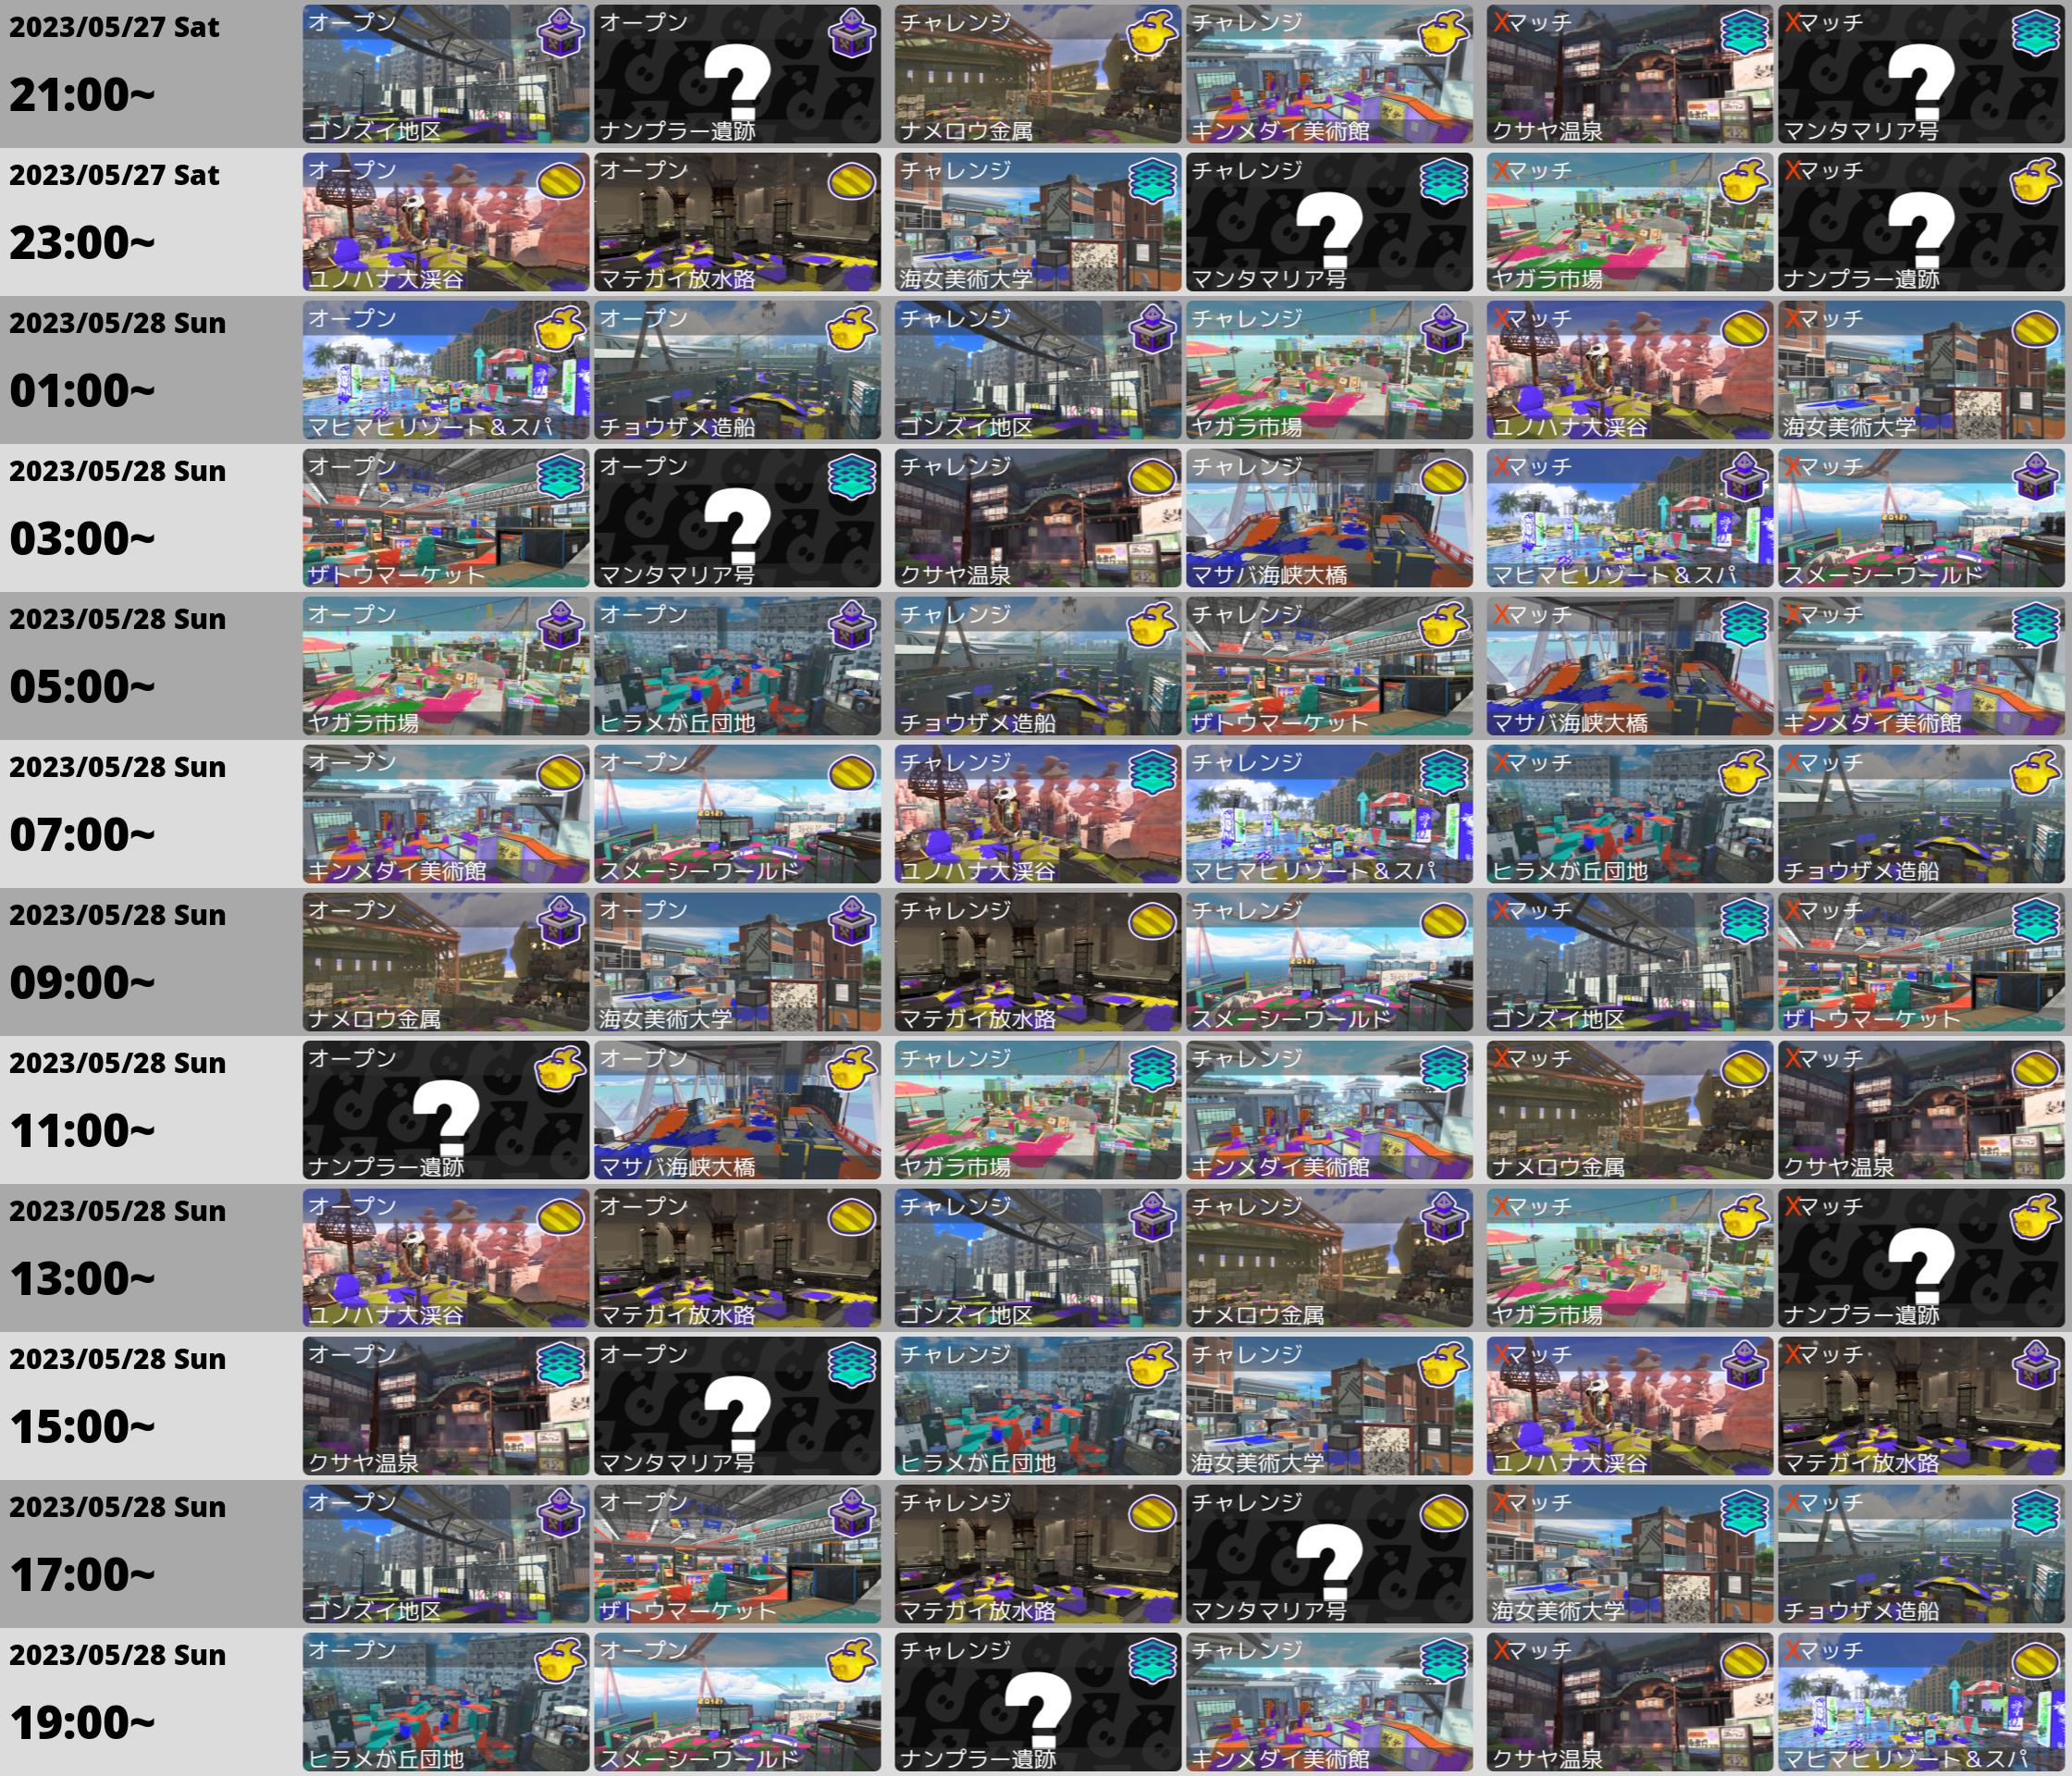 2023/05/27 Sat
21:00~
オープン
ゴンズイ地区
オープン
ナンプラー遺跡
チャレンジ
ナメロウ金属
チャレンジ
キンメダイ美術館
Xマッチ
クサヤ温泉
Xマッチ
マンタマリア号
2023/05/27 Sat
23:00~
オープン
ユノハナ大渓谷
オープン
マテガイ放水路
チャレンジ
海女美術大学
チャレンジ
マンタマリア号
Xマッチ
ヤガラ市場
Xマッチ
ナンプラー遺跡
2023/05/28 Sun
01:00~
オープン
マヒマヒリゾート＆スパ
オープン
チョウザメ造船
チャレンジ
ゴンズイ地区
チャレンジ
ヤガラ市場
Xマッチ
ユノハナ大渓谷
Xマッチ
海女美術大学
2023/05/28 Sun
03:00~
オープン
ザトウマーケット
オープン
マンタマリア号
チャレンジ
クサヤ温泉
チャレンジ
マサバ海峡大橋
Xマッチ
マヒマヒリゾート＆スパ
Xマッチ
スメーシーワールド
2023/05/28 Sun
05:00~
オープン
ヤガラ市場
オープン
ヒラメが丘団地
チャレンジ
チョウザメ造船
チャレンジ
ザトウマーケット
Xマッチ
マサバ海峡大橋
Xマッチ
キンメダイ美術館
2023/05/28 Sun
07:00~
オープン
キンメダイ美術館
オープン
スメーシーワールド
チャレンジ
ユノハナ大渓谷
チャレンジ
マヒマヒリゾート＆スパ
Xマッチ
ヒラメが丘団地
Xマッチ
チョウザメ造船
2023/05/28 Sun
09:00~
オープン
ナメロウ金属
オープン
海女美術大学
チャレンジ
マテガイ放水路
チャレンジ
スメーシーワールド
Xマッチ
ゴンズイ地区
Xマッチ
ザトウマーケット
2023/05/28 Sun
11:00~
オープン
ナンプラー遺跡
オープン
マサバ海峡大橋
チャレンジ
ヤガラ市場
チャレンジ
キンメダイ美術館
Xマッチ
ナメロウ金属
Xマッチ
クサヤ温泉
2023/05/28 Sun
13:00~
オープン
ユノハナ大渓谷
オープン
マテガイ放水路
チャレンジ
ゴンズイ地区
チャレンジ
ナメロウ金属
Xマッチ
ヤガラ市場
Xマッチ
ナンプラー遺跡
2023/05/28 Sun
15:00~
オープン
クサヤ温泉
オープン
マンタマリア号
チャレンジ
ヒラメが丘団地
チャレンジ
海女美術大学
Xマッチ
ユノハナ大渓谷
Xマッチ
マテガイ放水路
2023/05/28 Sun
17:00~
オープン
ゴンズイ地区
オープン
ザトウマーケット
チャレンジ
マテガイ放水路
チャレンジ
マンタマリア号
Xマッチ
海女美術大学
Xマッチ
チョウザメ造船
2023/05/28 Sun
19:00~
オープン
ヒラメが丘団地
オープン
スメーシーワールド
チャレンジ
ナンプラー遺跡
チャレンジ
キンメダイ美術館
Xマッチ
クサヤ温泉
Xマッチ
マヒマヒリゾート＆スパ